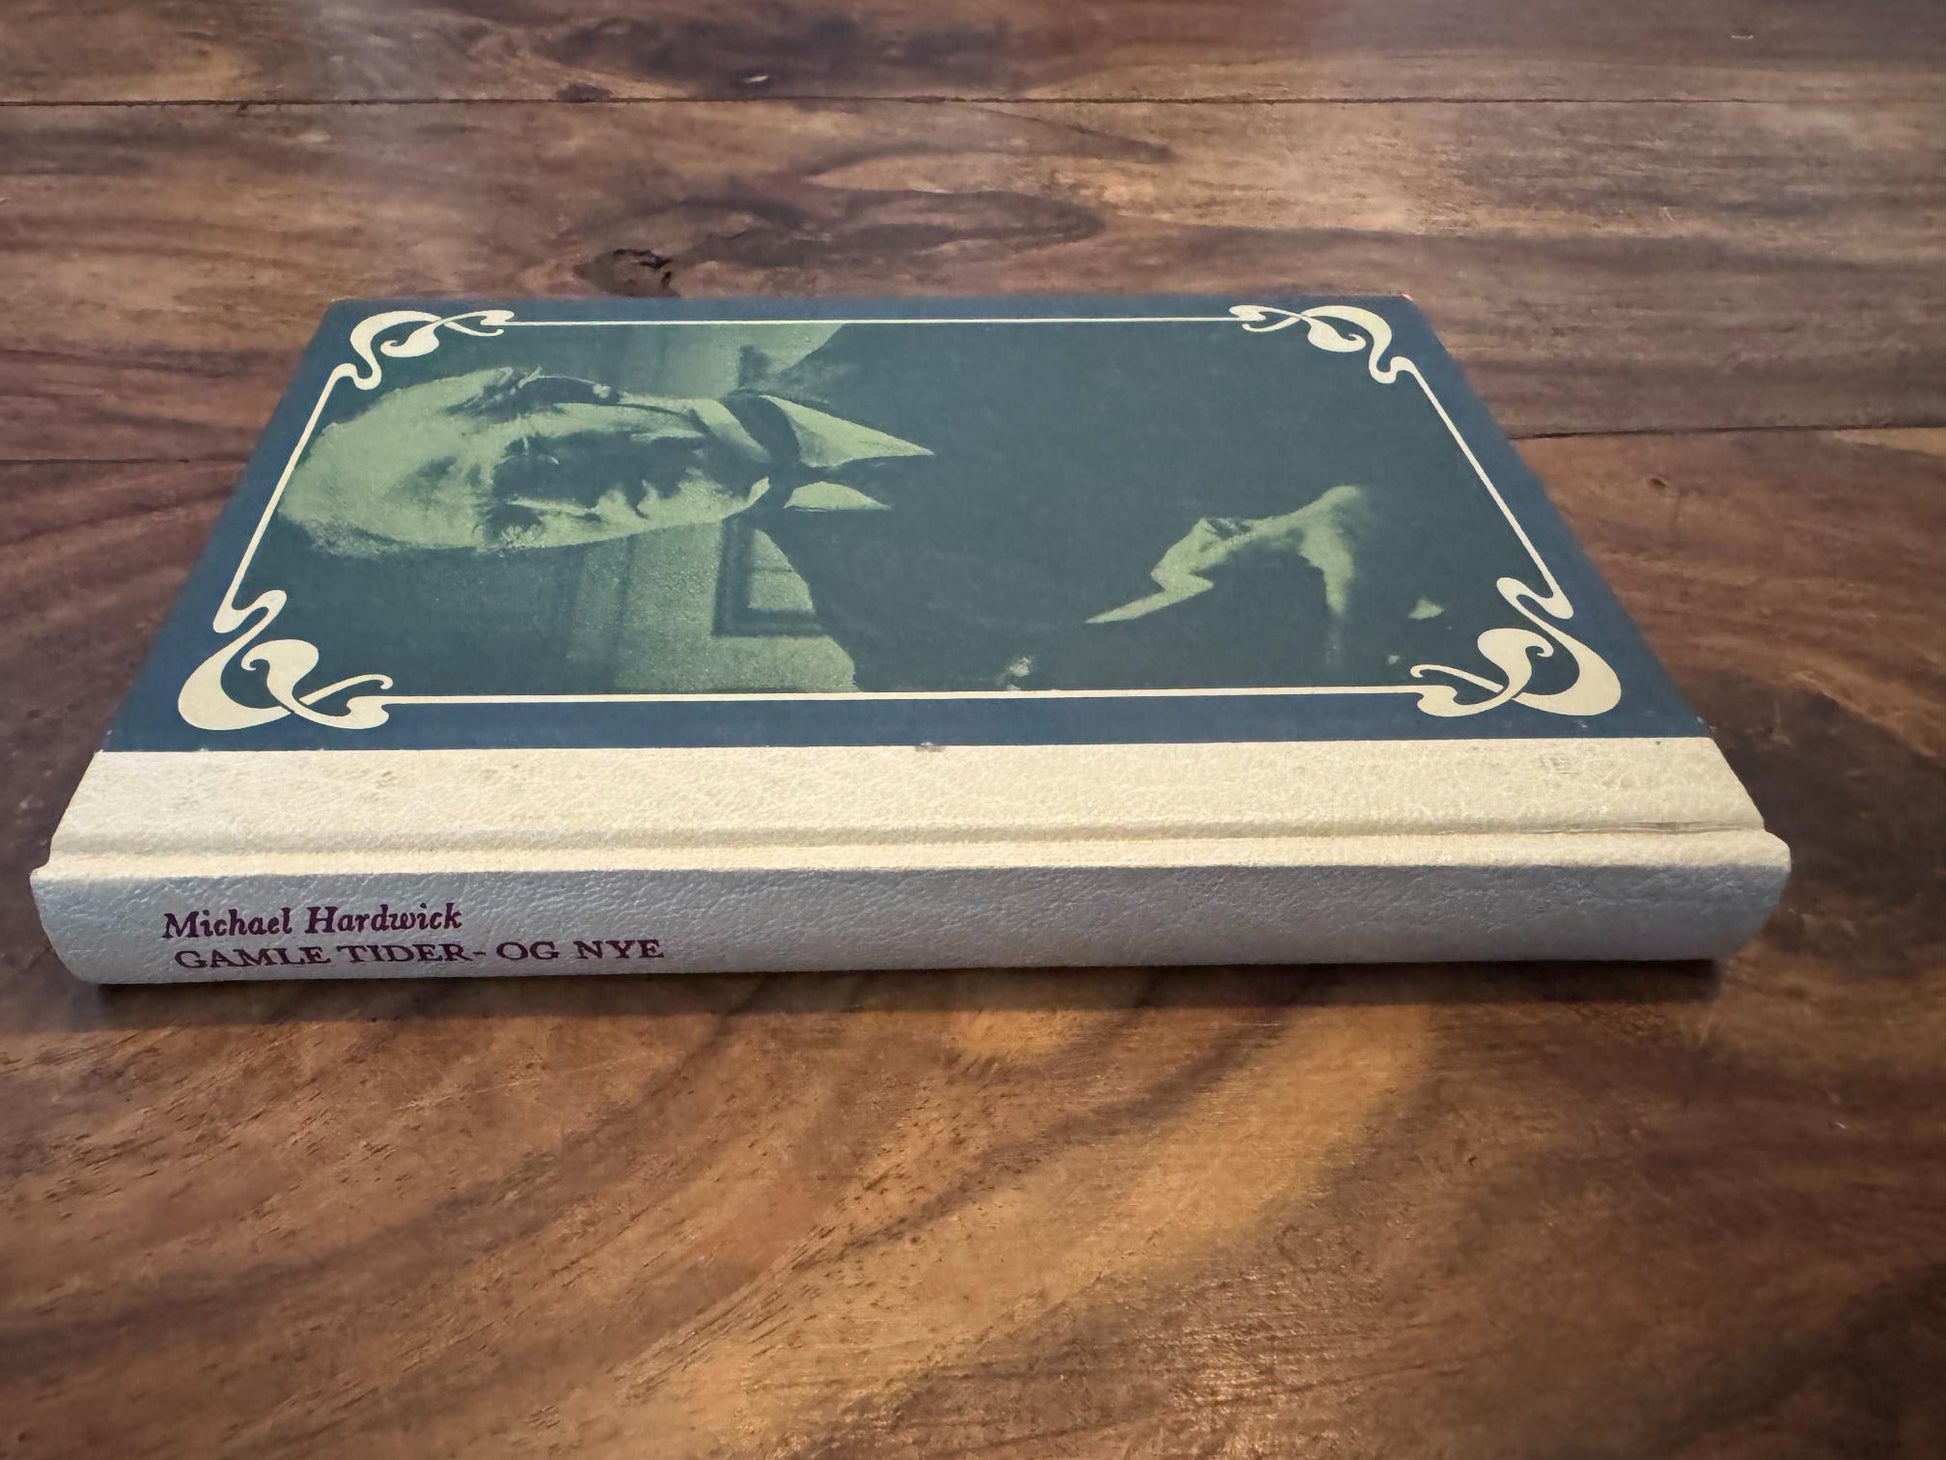 Michael Hardwick
GAMLE TIDER- OG NYE